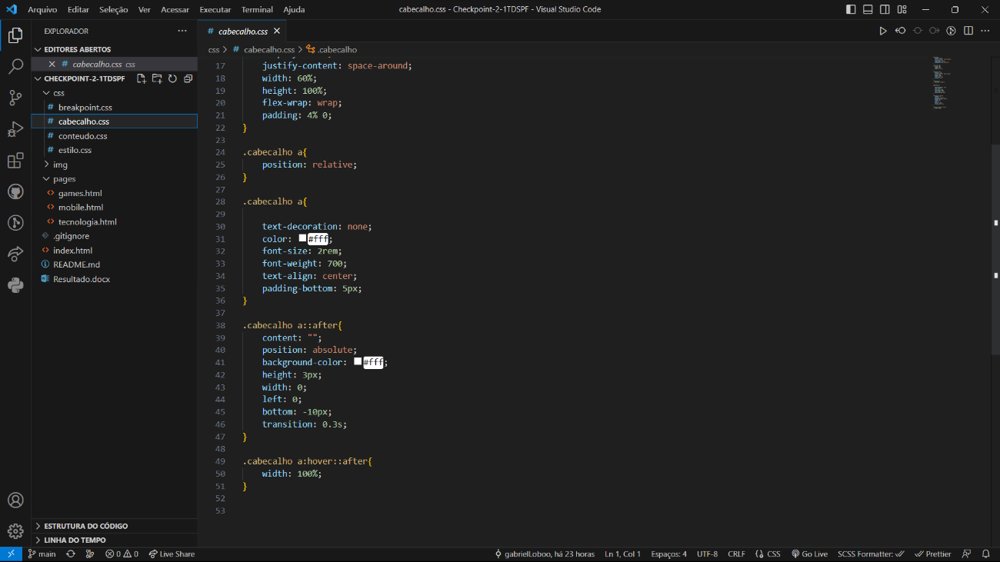 Arquivo Editar Seleção Ver Acessar Executar Terminal Ajuda
cabecalho.css - Checkpoint-2-1TDSPF - Visual Studio Code
EXPLORADOR
EDITORES ABERTOS
# cabecalho.css css
CHECKPOINT-2-1TDSPF
css
# breakpoint.css
# cabecalho.css
# conteudo.css
# estilo.css
img
pages
<> games.html
<> mobile.html
<> tecnologia.html
.gitignore
<> index.html
README.md
Resultado.docx
ESTRUTURA DO CÓDIGO
LINHA DO TEMPO
# cabecalho.css
css > # cabecalho.css > .cabecalho
17 justify-content: space-around;
18 width: 60%;
19 height: 100%;
20 flex-wrap: wrap;
21 padding: 4% 0;
22 }
23
24 .cabecalho a{
25 position: relative;
26 }
27
28 .cabecalho a{
29
30 text-decoration: none;
31 color: #fff;
32 font-size: 2rem;
33 font-weight: 700;
34 text-align: center;
35 padding-bottom: 5px;
36 }
37
38 .cabecalho a::after{
39 content: "";
40 position: absolute;
41 background-color: #fff;
42 height: 3px;
43 width: 0;
44 left: 0;
45 bottom: -10px;
46 transition: 0.3s;
47 }
48
49 .cabecalho a:hover::after{
50 width: 100%;
51 }
52
53
main 0 0 Live Share gabrielLoboo, há 23 horas Ln 1, Col 1 Espaços: 4 UTF-8 CRLF CSS Go Live SCSS Formatter: Prettier